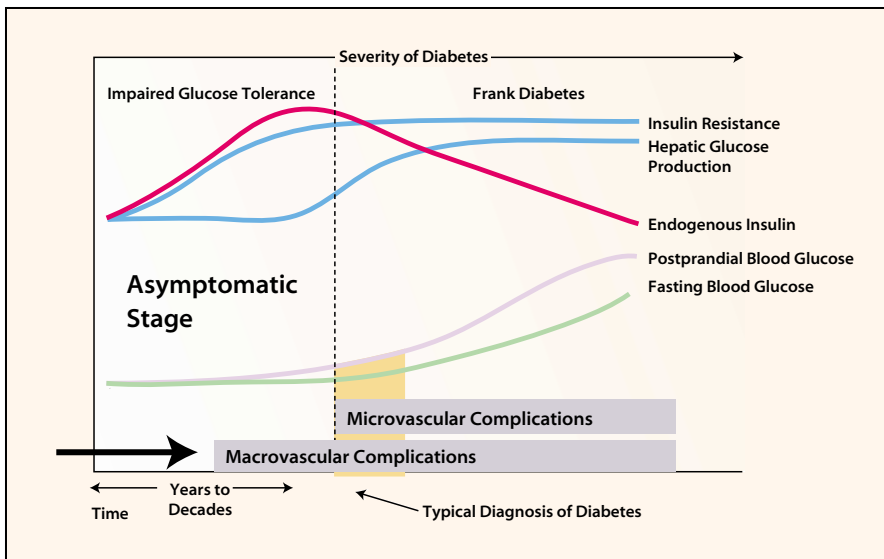 Severity of Diabetes
Impaired Glucose Tolerance
Frank Diabetes
Insulin Resistance
Hepatic Glucose
Production
Endogenous Insulin
Postprandial Blood Glucose
Fasting Blood Glucose
Asymptomatic
Stage
Microvascular Complications
Macrovascular Complications
Time
Years to
Decades
Typical Diagnosis of Diabetes